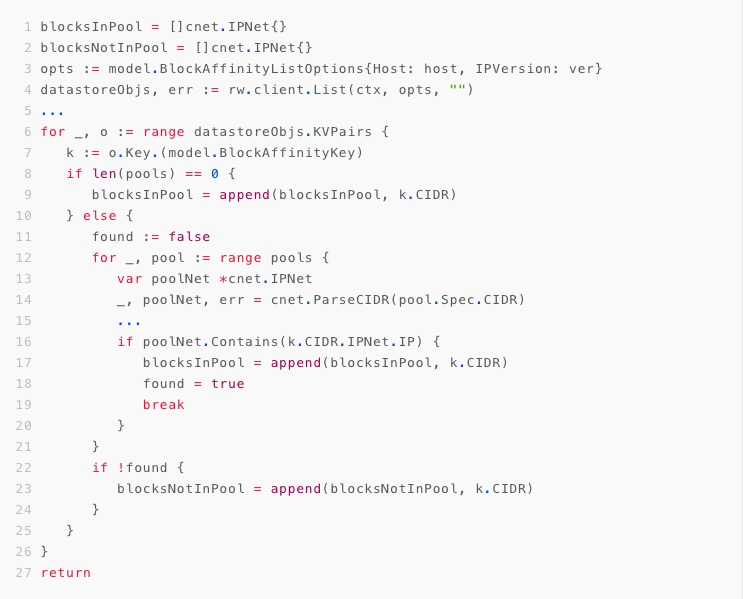 1 blocksInPool = []cnet.IPNet{}
2 blocksNotInPool = []cnet.IPNet{}
3 opts := model.BlockAffinityListOptions{Host: host, IPVersion: ver}
4 datastoreObjs, err := rw.client.List(ctx, opts, "")
5 ...
6 for _, o := range datastoreObjs.KVPairs {
7    k := o.Key.(model.BlockAffinityKey)
8    if len(pools) == 0 {
9       blocksInPool = append(blocksInPool, k.CIDR)
10    } else {
11       found := false
12       for _, pool := range pools {
13          var poolNet *cnet.IPNet
14          _, poolNet, err = cnet.ParseCIDR(pool.Spec.CIDR)
15          ...
16          if poolNet.Contains(k.CIDR.IPNet.IP) {
17             blocksInPool = append(blocksInPool, k.CIDR)
18             found = true
19             break
20          }
21       }
22       if !found {
23          blocksNotInPool = append(blocksNotInPool, k.CIDR)
24       }
25    }
26 }
27 return